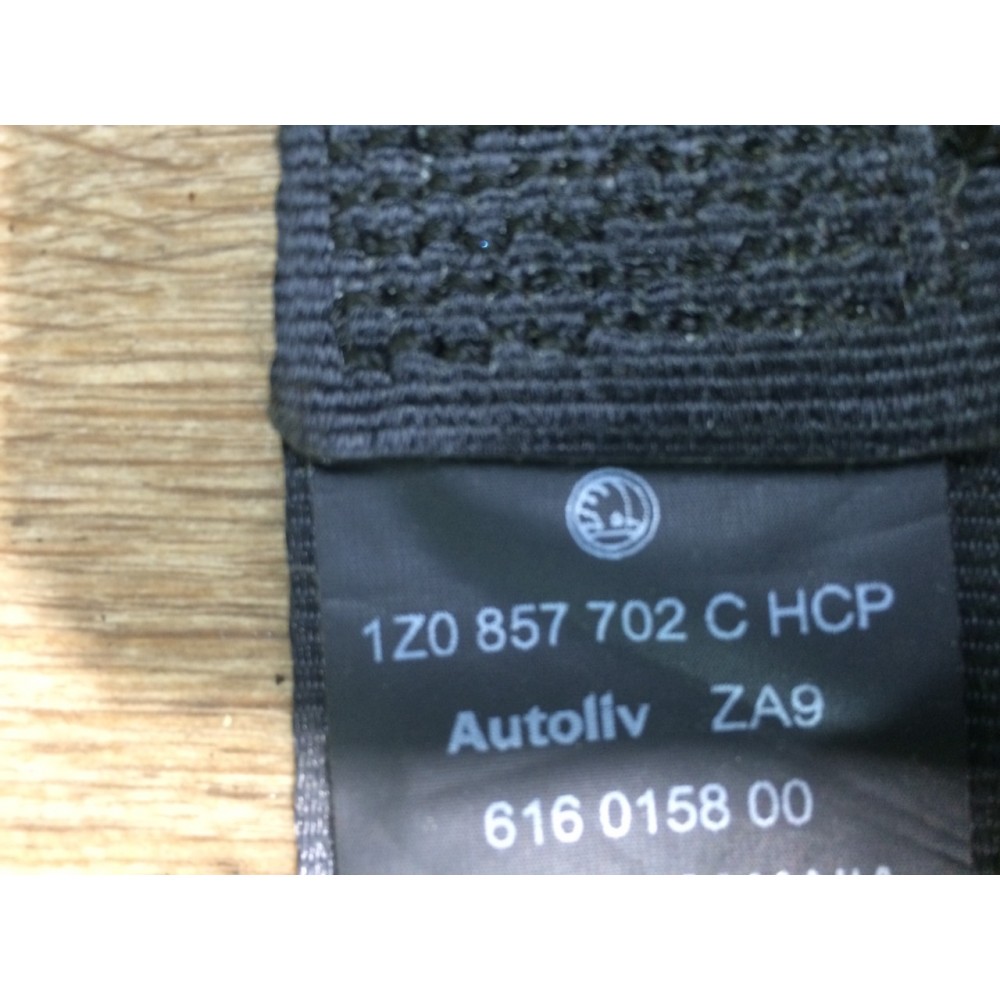 1Z0 857 702 C HCP
Autoliv ZA9
616 0158 00